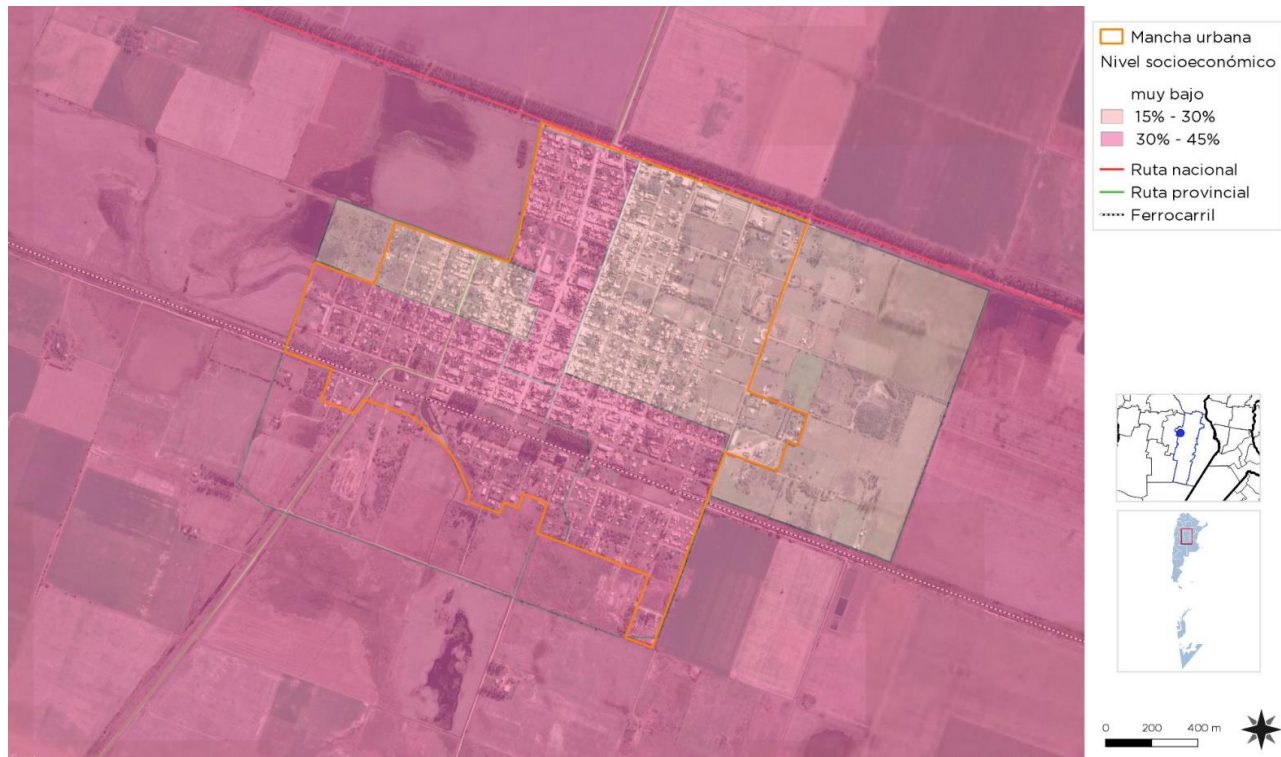 Mancha urbana
Nivel socioeconómico
muy bajo
15% - 30%
30% - 45%
Ruta nacional
Ruta provincial
Ferrocarril
0 200 400 m